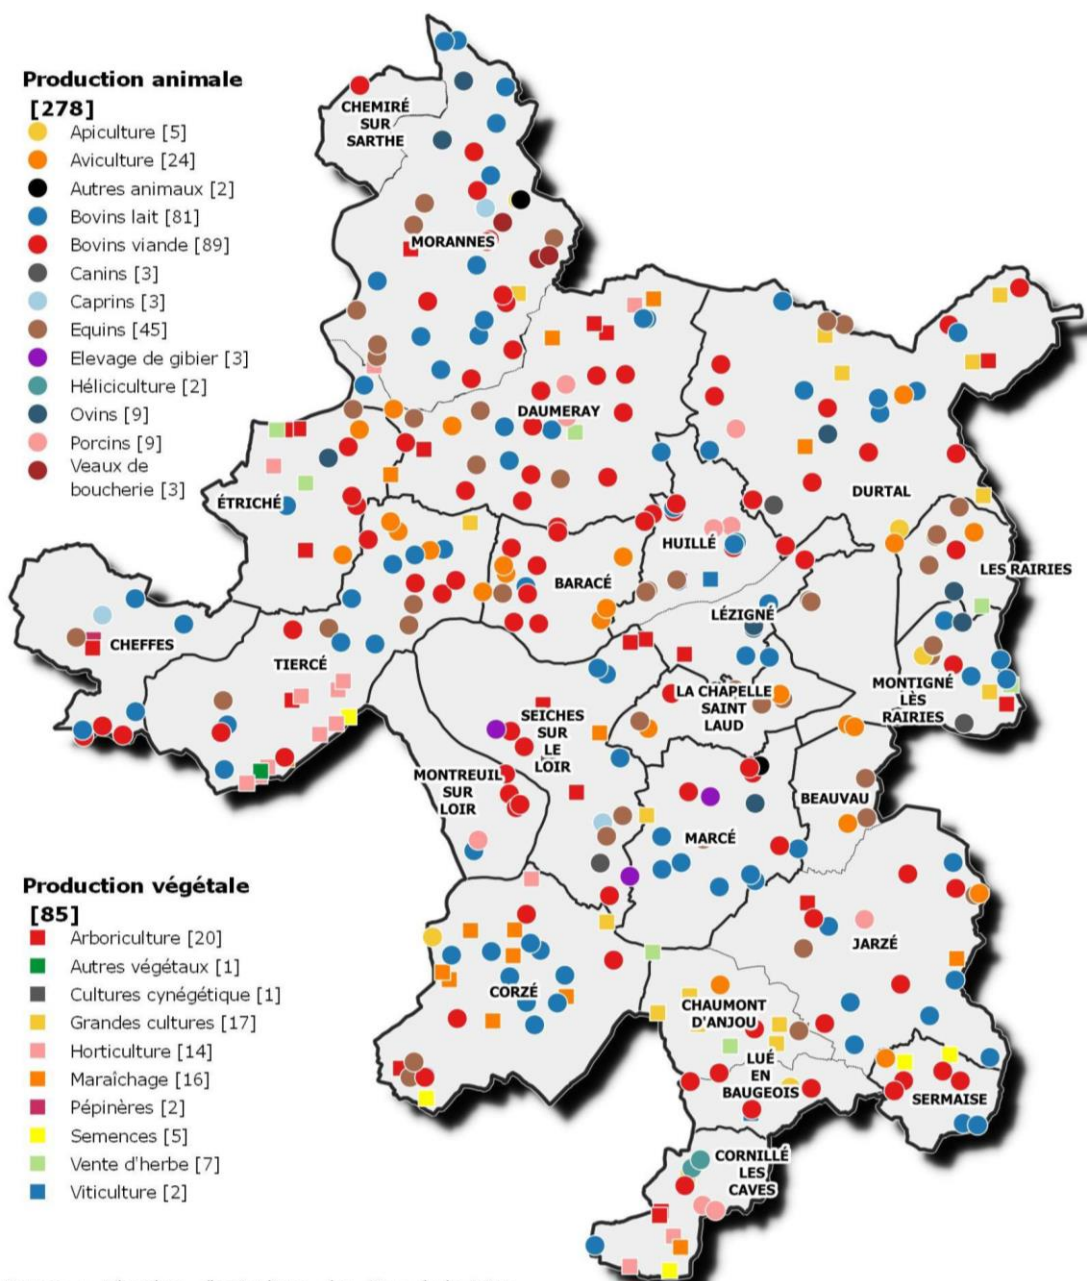 Production animale
[278]
Apiculture [5]
Aviculture [24]
Autres animaux [2]
Bovins lait [81]
Bovins viande [89]
Canins [3]
Caprins [3]
Equins [45]
Elevage de gibier [3]
Héliciculture [2]
Ovins [9]
Porcins [9]
Veaux de
boucherie [3]
CHEMIRÉ
SUR
SARTHE
MORANNES
DAUMERAY
ÉTRICHÉ
DURTAL
HUILLÉ
BARACÉ
LES RAIRIES
LÉZIGNÉ
CHEFFES
TIERCÉ
LA CHAPELLE
SAINT
LAUD
MONTIGNÉ
LÈS
RAIRIES
SEICHES
SUR
LE
LOIR
MONTREUIL
SUR
LOIR
BEAUVAU
MARCÉ
Production végétale
[85]
Arboriculture [20]
Autres végétaux [1]
Cultures cynégétique [1]
Grandes cultures [17]
Horticulture [14]
Maraîchage [16]
Pépinères [2]
Semences [5]
Vente d'herbe [7]
Viticulture [2]
JARZÉ
CORZÉ
CHAUMONT
D'ANJOU
LUÉ
EN
BAUGEOIS
SERMAISE
CORNILLÉ
LES
CAVES